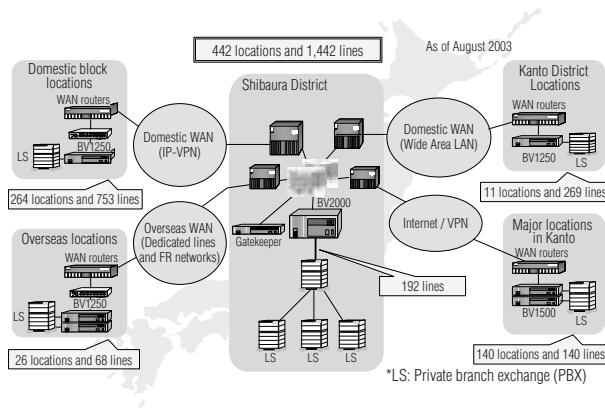 442 locations and 1,442 lines
As of August 2003
Domestic block
locations
WAN routers
BV1250
LS
264 locations and 753 lines
Domestic WAN
(IP-VPN)
Shibaura District
Domestic WAN
(Wide Area LAN)
Kanto District
Locations
WAN routers
BV1250
LS
11 locations and 269 lines
Overseas locations
WAN routers
BV1250
LS
26 locations and 68 lines
Overseas WAN
(Dedicated lines
and FR networks)
Gatekeeper
BV2000
192 lines
LS
LS
LS
Internet / VPN
Major locations
in Kanto
WAN routers
BV1500
LS
140 locations and 140 lines
*LS: Private branch exchange (PBX)